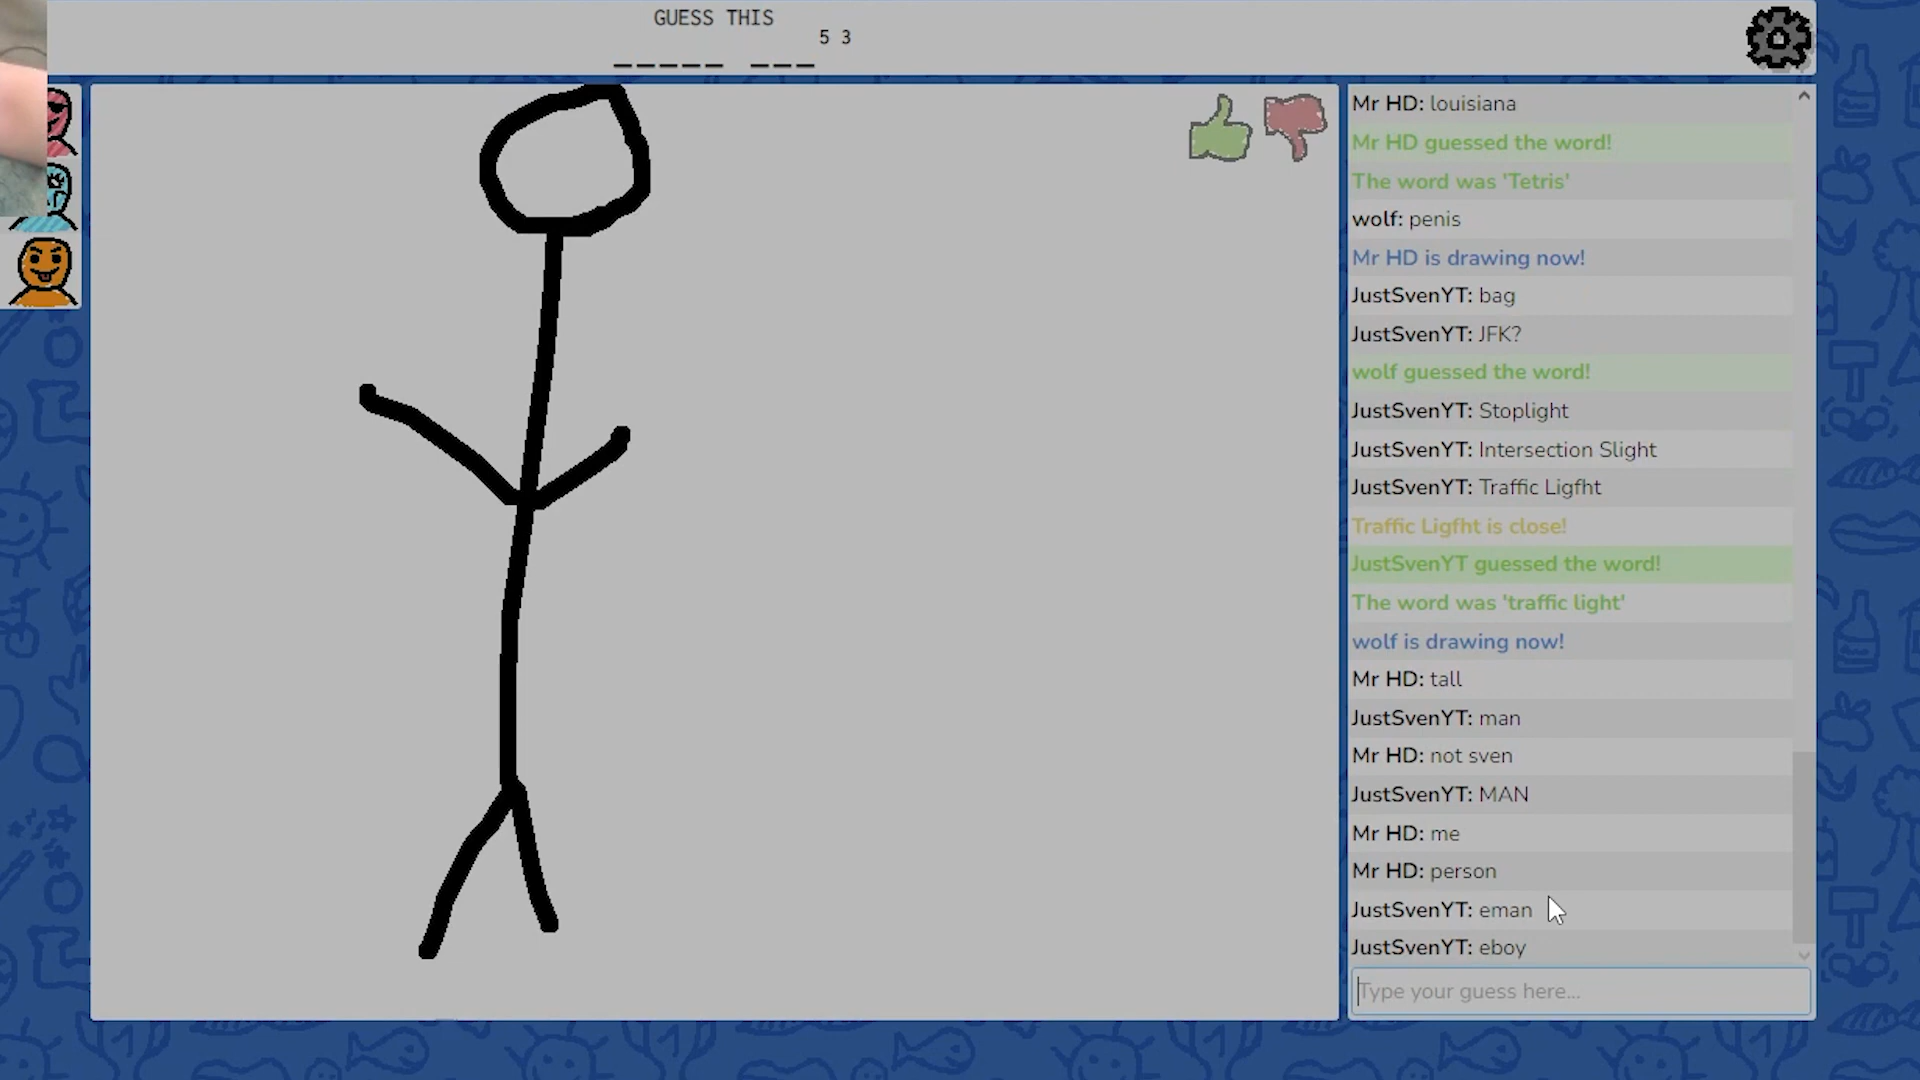 GUESS THIS
5 3
_____ ___
Mr HD: louisiana
Mr HD guessed the word!
The word was 'Tetris'
wolf: penis
Mr HD is drawing now!
JustSvenYT: bag
JustSvenYT: JFK?
wolf guessed the word!
JustSvenYT: Stoplight
JustSvenYT: Intersection Slight
JustSvenYT: Traffic Ligfht
Traffic Ligfht is close!
JustSvenYT guessed the word!
The word was 'traffic light'
wolf is drawing now!
Mr HD: tall
JustSvenYT: man
Mr HD: not sven
JustSvenYT: MAN
Mr HD: me
Mr HD: person
JustSvenYT: eman
JustSvenYT: eboy
Type your guess here...